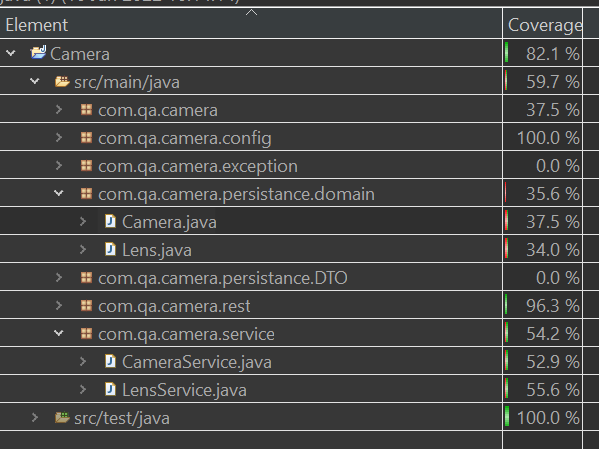 Element Coverage
Camera 82.1 %
src/main/java 59.7 %
com.qa.camera 37.5 %
com.qa.camera.config 100.0 %
com.qa.camera.exception 0.0 %
com.qa.camera.persistance.domain 35.6 %
Camera.java 37.5 %
Lens.java 34.0 %
com.qa.camera.persistance.DTO 0.0 %
com.qa.camera.rest 96.3 %
com.qa.camera.service 54.2 %
CameraService.java 52.9 %
LensService.java 55.6 %
src/test/java 100.0 %